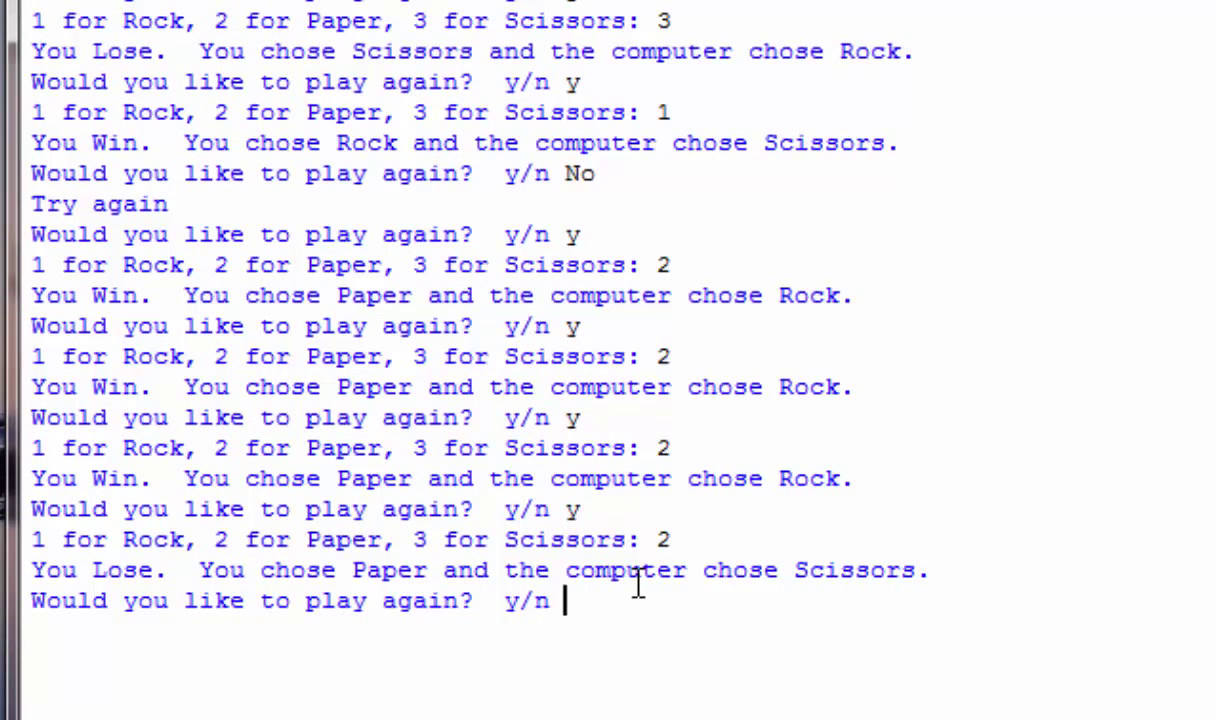 1 for Rock, 2 for Paper, 3 for Scissors: 3
You Lose.  You chose Scissors and the computer chose Rock.
Would you like to play again?  y/n y
1 for Rock, 2 for Paper, 3 for Scissors: 1
You Win.  You chose Rock and the computer chose Scissors.
Would you like to play again?  y/n No
Try again
Would you like to play again?  y/n y
1 for Rock, 2 for Paper, 3 for Scissors: 2
You Win.  You chose Paper and the computer chose Rock.
Would you like to play again?  y/n y
1 for Rock, 2 for Paper, 3 for Scissors: 2
You Win.  You chose Paper and the computer chose Rock.
Would you like to play again?  y/n y
1 for Rock, 2 for Paper, 3 for Scissors: 2
You Win.  You chose Paper and the computer chose Rock.
Would you like to play again?  y/n y
1 for Rock, 2 for Paper, 3 for Scissors: 2
You Lose.  You chose Paper and the computer chose Scissors.
Would you like to play again?  y/n